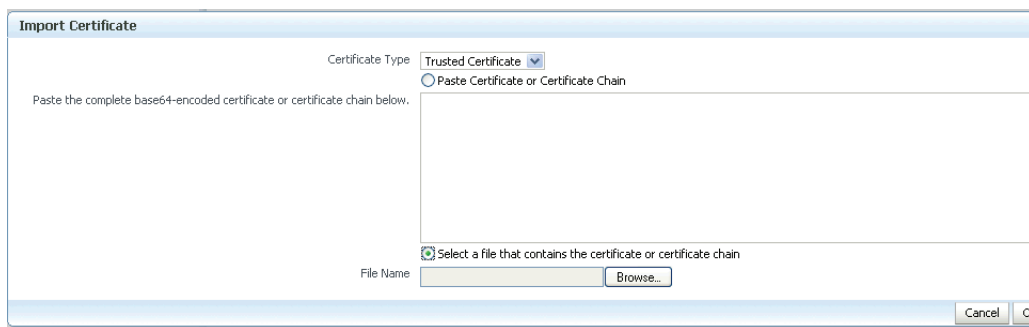 Import Certificate
Certificate Type Trusted Certificate
Paste Certificate or Certificate Chain
Paste the complete base64-encoded certificate or certificate chain below.
Select a file that contains the certificate or certificate chain
File Name Browse...
Cancel